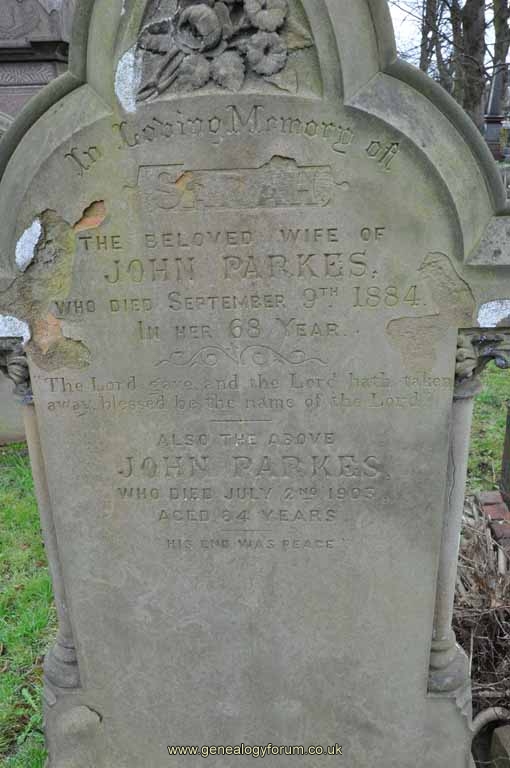 In Loving Memory of
SARAH,
THE BELOVED WIFE OF
JOHN PARKES,
WHO DIED SEPTEMBER 9TH 1884.
IN HER 68 YEAR.
"The Lord gave, and the Lord hath taken
away, blessed be the name of the Lord."
ALSO THE ABOVE
JOHN PARKES,
WHO DIED JULY 2ND 1903,
AGED 84 YEARS.
"HIS END WAS PEACE"
www.genealogyforum.co.uk